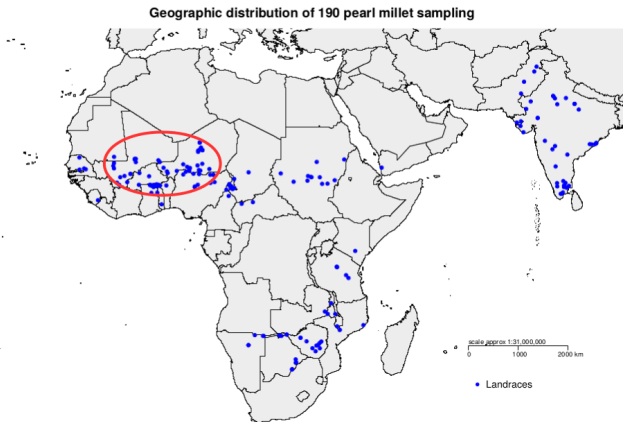 Geographic distribution of 190 pearl millet sampling
scale approx 1:31,000,000
0 1000 2000 km
Landraces